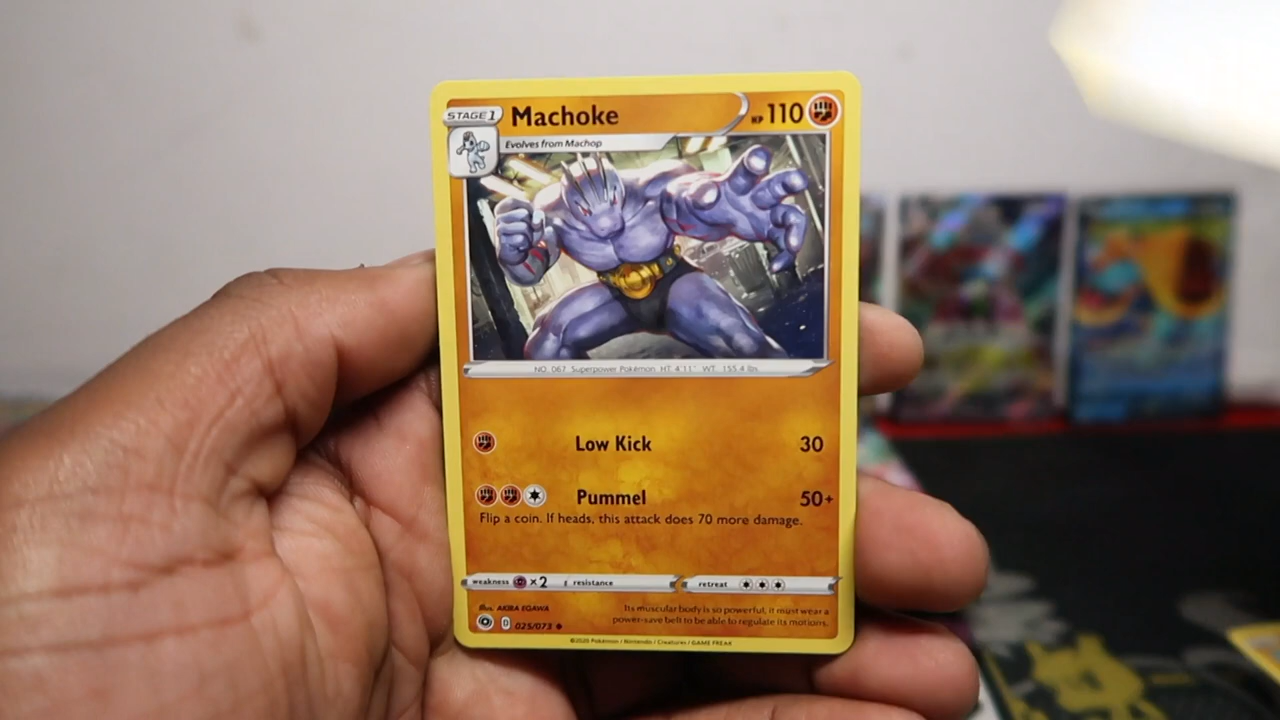 STAGE 1
Machoke
HP 110
Evolves from Machop
NO. 067 Superpower Pokémon HT: 4'11" WT: 155.4 lbs.
Low Kick 30
Pummel 50+
Flip a coin. If heads, this attack does 70 more damage.
weakness ×2 resistance retreat
Illus. AKIRA EGAWA
Its muscular body is so powerful, it must wear a
power-save belt to be able to regulate its motions.
D 025/073
©2020 Pokémon / Nintendo / Creatures / GAME FREAK